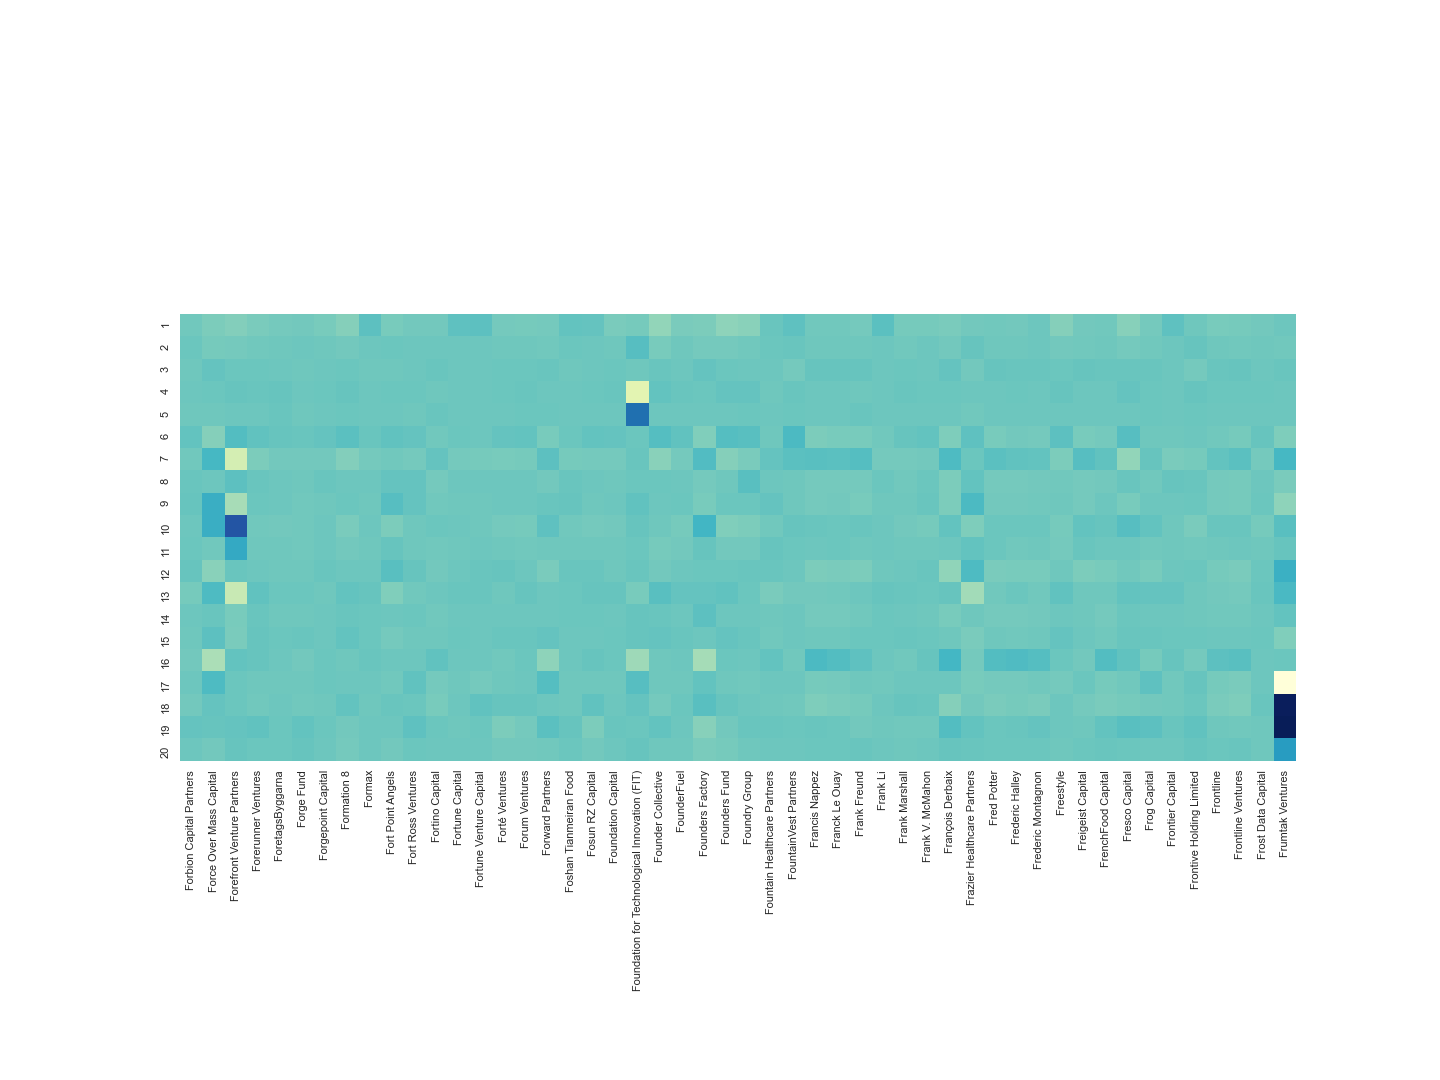 1
2
3
4
5
6
7
8
9
10
11
12
13
14
15
16
17
18
19
20
Forbion Capital Partners
Force Over Mass Capital
Forefront Venture Partners
Forerunner Ventures
ForetagsByggarna
Forge Fund
Forgepoint Capital
Formation 8
Formax
Fort Point Angels
Fort Ross Ventures
Fortino Capital
Fortune Capital
Fortune Venture Capital
Forté Ventures
Forum Ventures
Forward Partners
Foshan Tianmeiran Food
Fosun RZ Capital
Foundation Capital
Foundation for Technological Innovation (FIT)
Founder Collective
FounderFuel
Founders Factory
Founders Fund
Foundry Group
Fountain Healthcare Partners
FountainVest Partners
Francis Nappez
Franck Le Ouay
Frank Freund
Frank Li
Frank Marshall
Frank V. McMahon
François Derbaix
Frazier Healthcare Partners
Fred Potter
Frederic Halley
Frederic Montagnon
Freestyle
Freigeist Capital
FrenchFood Capital
Fresco Capital
Frog Capital
Frontier Capital
Frontive Holding Limited
Frontline
Frontline Ventures
Frost Data Capital
Frumtak Ventures